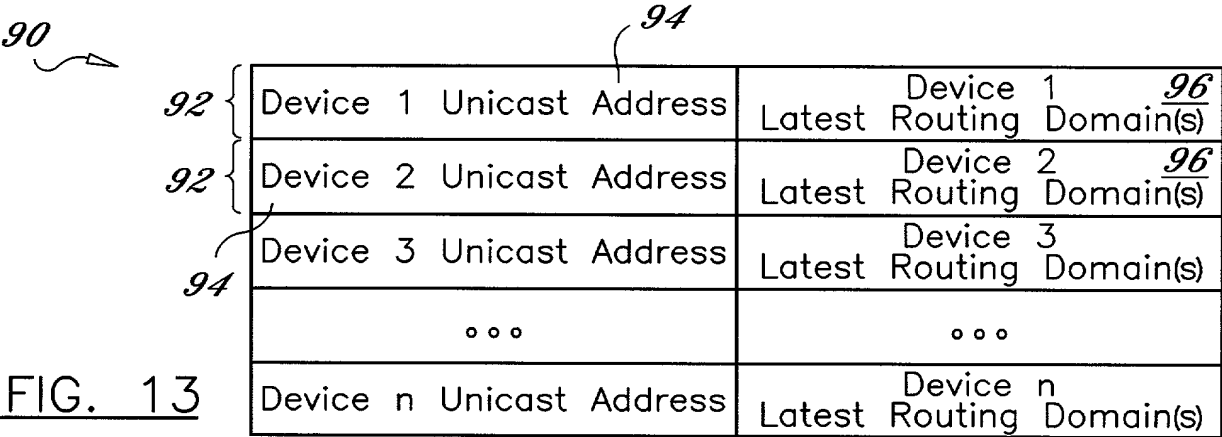 90
94
92 { Device 1 Unicast Address
Device 1 96
Latest Routing Domain(s)
92 { Device 2 Unicast Address
Device 2 96
Latest Routing Domain(s)
94
Device 3 Unicast Address
Device 3
Latest Routing Domain(s)
ooo
ooo
Device n Unicast Address
Device n
Latest Routing Domain(s)
FIG. 13